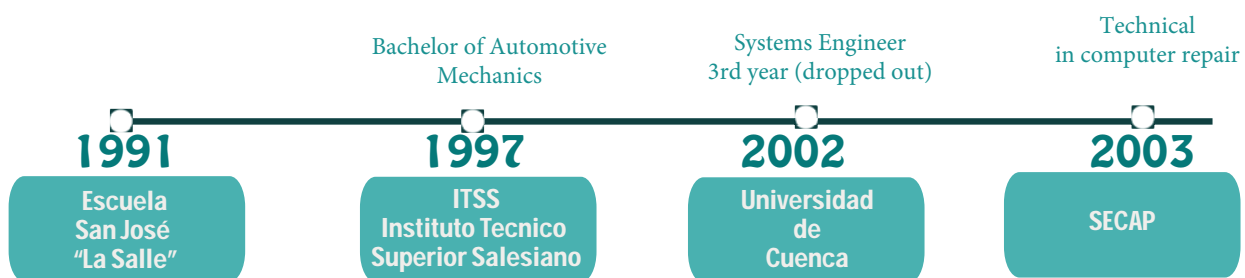 Bachelor of Automotive
Mechanics
Systems Engineer
3rd year (dropped out)
Technical
in computer repair
1991
1997
2002
2003
Escuela
San José
“La Salle”
ITSS
Instituto Tecnico
Superior Salesiano
Universidad
de
Cuenca
SECAP